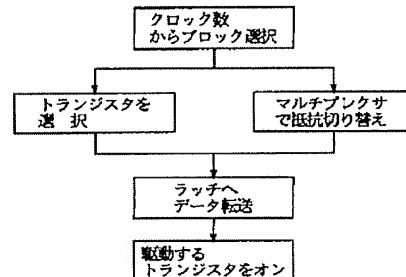 クロック数
からブロック選択
トランジスタを
選 択
マルチプレクサ
で抵抗切り替え
ラッチへ
データ転送
駆動する
トランジスタをオン